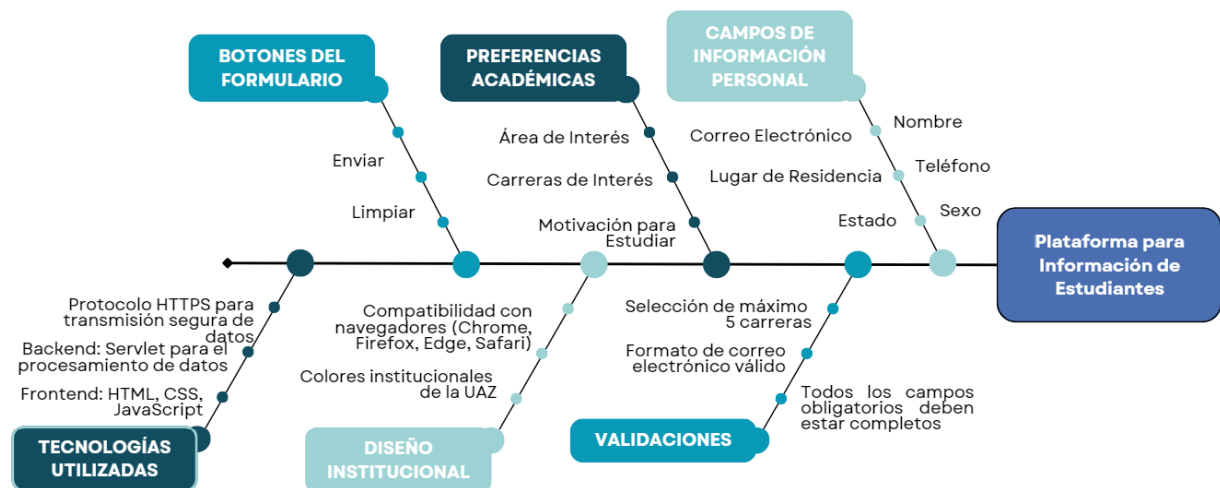 BOTONES DEL
FORMULARIO
Enviar
Limpiar
PREFERENCIAS
ACADÉMICAS
Área de Interés
Carreras de Interés
Motivación para
Estudiar
CAMPOS DE
INFORMACIÓN
PERSONAL
Correo Electrónico
Nombre
Lugar de Residencia
Teléfono
Estado
Sexo
Plataforma para
Información de
Estudiantes
Protocolo HTTPS para
transmisión segura de
datos
Backend: Servlet para el
procesamiento de datos
Frontend: HTML, CSS,
JavaScript
TECNOLOGÍAS
UTILIZADAS
Compatibilidad con
navegadores (Chrome,
Firefox, Edge, Safari)
Colores institucionales
de la UAZ
DISEÑO
INSTITUCIONAL
Selección de máximo
5 carreras
Formato de correo
electrónico válido
Todos los campos
obligatorios deben
estar completos
VALIDACIONES